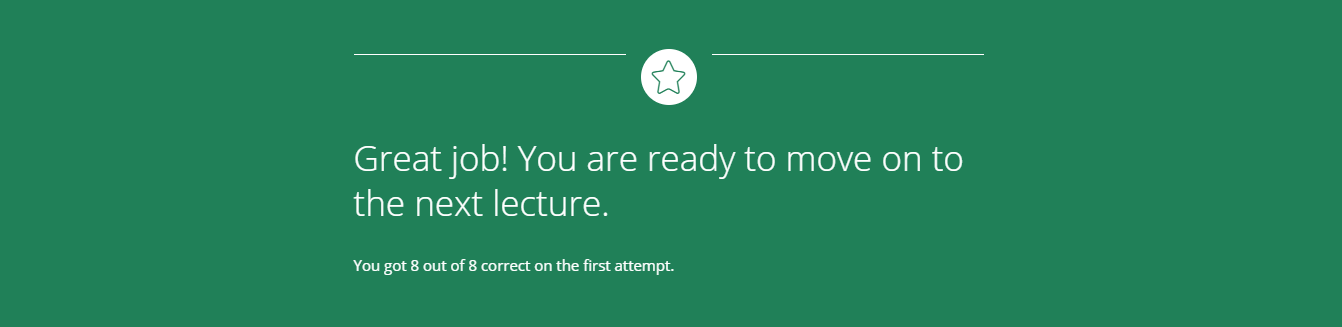 Great job! You are ready to move on to
the next lecture.
You got 8 out of 8 correct on the first attempt.